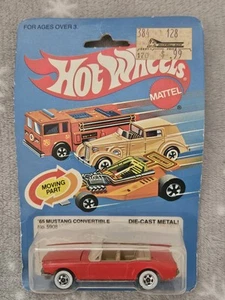 FOR AGES OVER 3
HOT WHEELS
MATTEL
MOVING
PART
'65 MUSTANG CONVERTIBLE
DIE-CAST METAL!